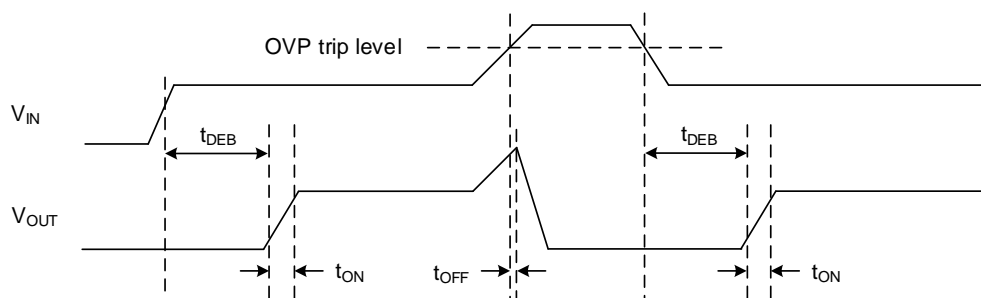 OVP trip level
VIN
tDEB
tDEB
VOUT
tON
tOFF
tON